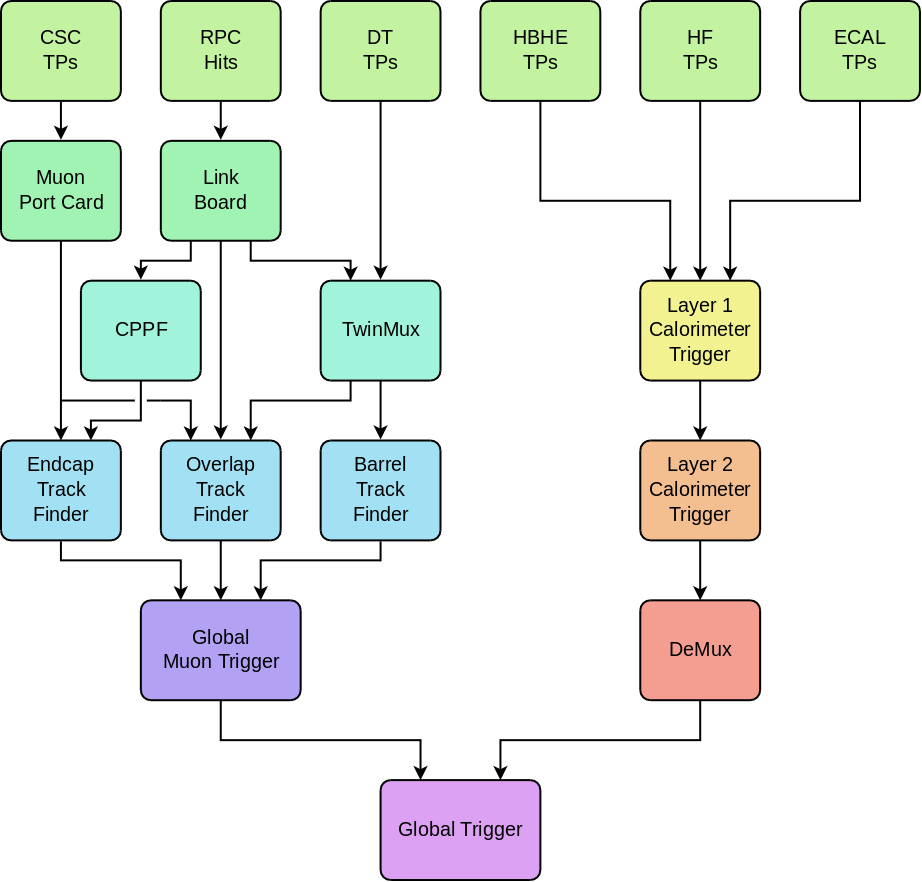 CSC
TPs
RPC
Hits
DT
TPs
HBHE
TPs
HF
TPs
ECAL
TPs
Muon
Port Card
Link
Board
CPPF
TwinMux
Layer 1
Calorimeter
Trigger
Endcap
Track
Finder
Overlap
Track
Finder
Barrel
Track
Finder
Layer 2
Calorimeter
Trigger
Global
Muon Trigger
DeMux
Global Trigger